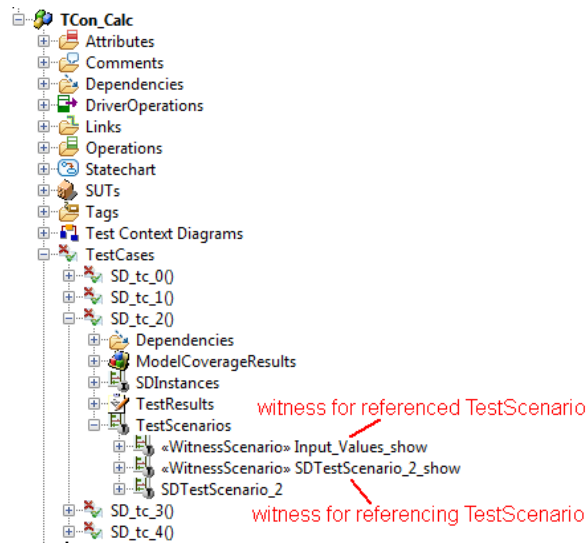 TCon_Calc
Attributes
Comments
Dependencies
DriverOperations
Links
Operations
Statechart
SUTs
Tags
Test Context Diagrams
TestCases
SD_tc_0()
SD_tc_1()
SD_tc_2()
Dependencies
ModelCoverageResults
SDInstances
TestResults
witness for referenced TestScenario
TestScenarios
«WitnessScenario» Input_Values_show
«WitnessScenario» SDTestScenario_2_show
SDTestScenario_2
SD_tc_3()
witness for referencing TestScenario
SD_tc_4()